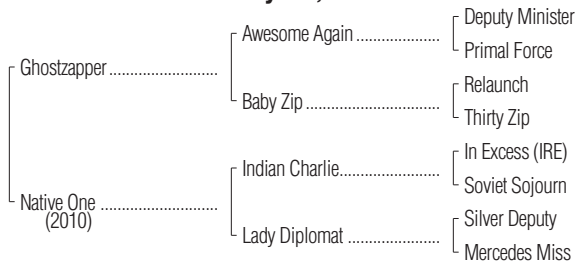 Deputy Minister
Awesome Again
Primal Force
Ghostzapper
Relaunch
Baby Zip
Thirty Zip
In Excess (IRE)
Indian Charlie
Soviet Sojourn
Native One
(2010)
Silver Deputy
Lady Diplomat
Mercedes Miss